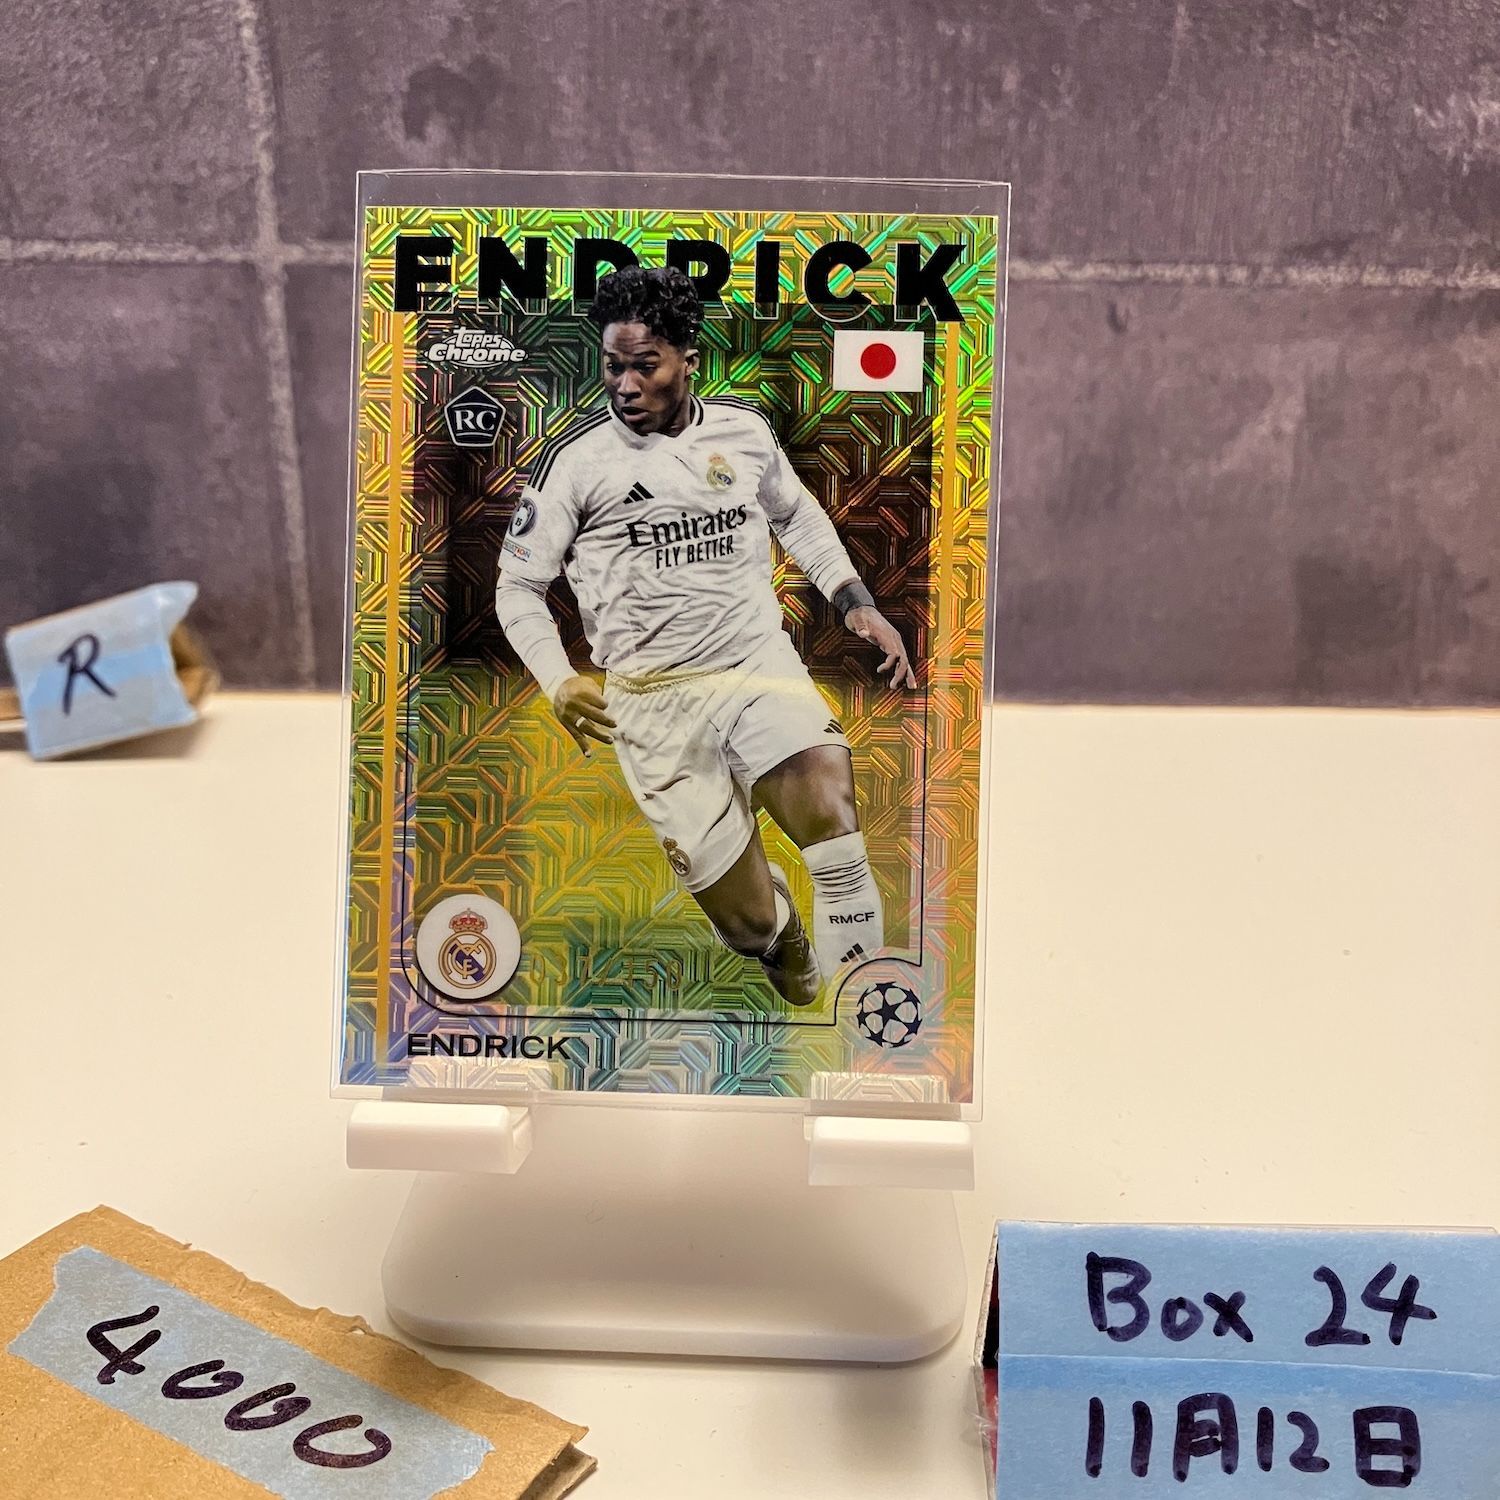 ENDRICK
Topps
Chrome
RC
Emirates
FLY BETTER
RMCF
ENDRICK
R
4000
Box 24
11月12日